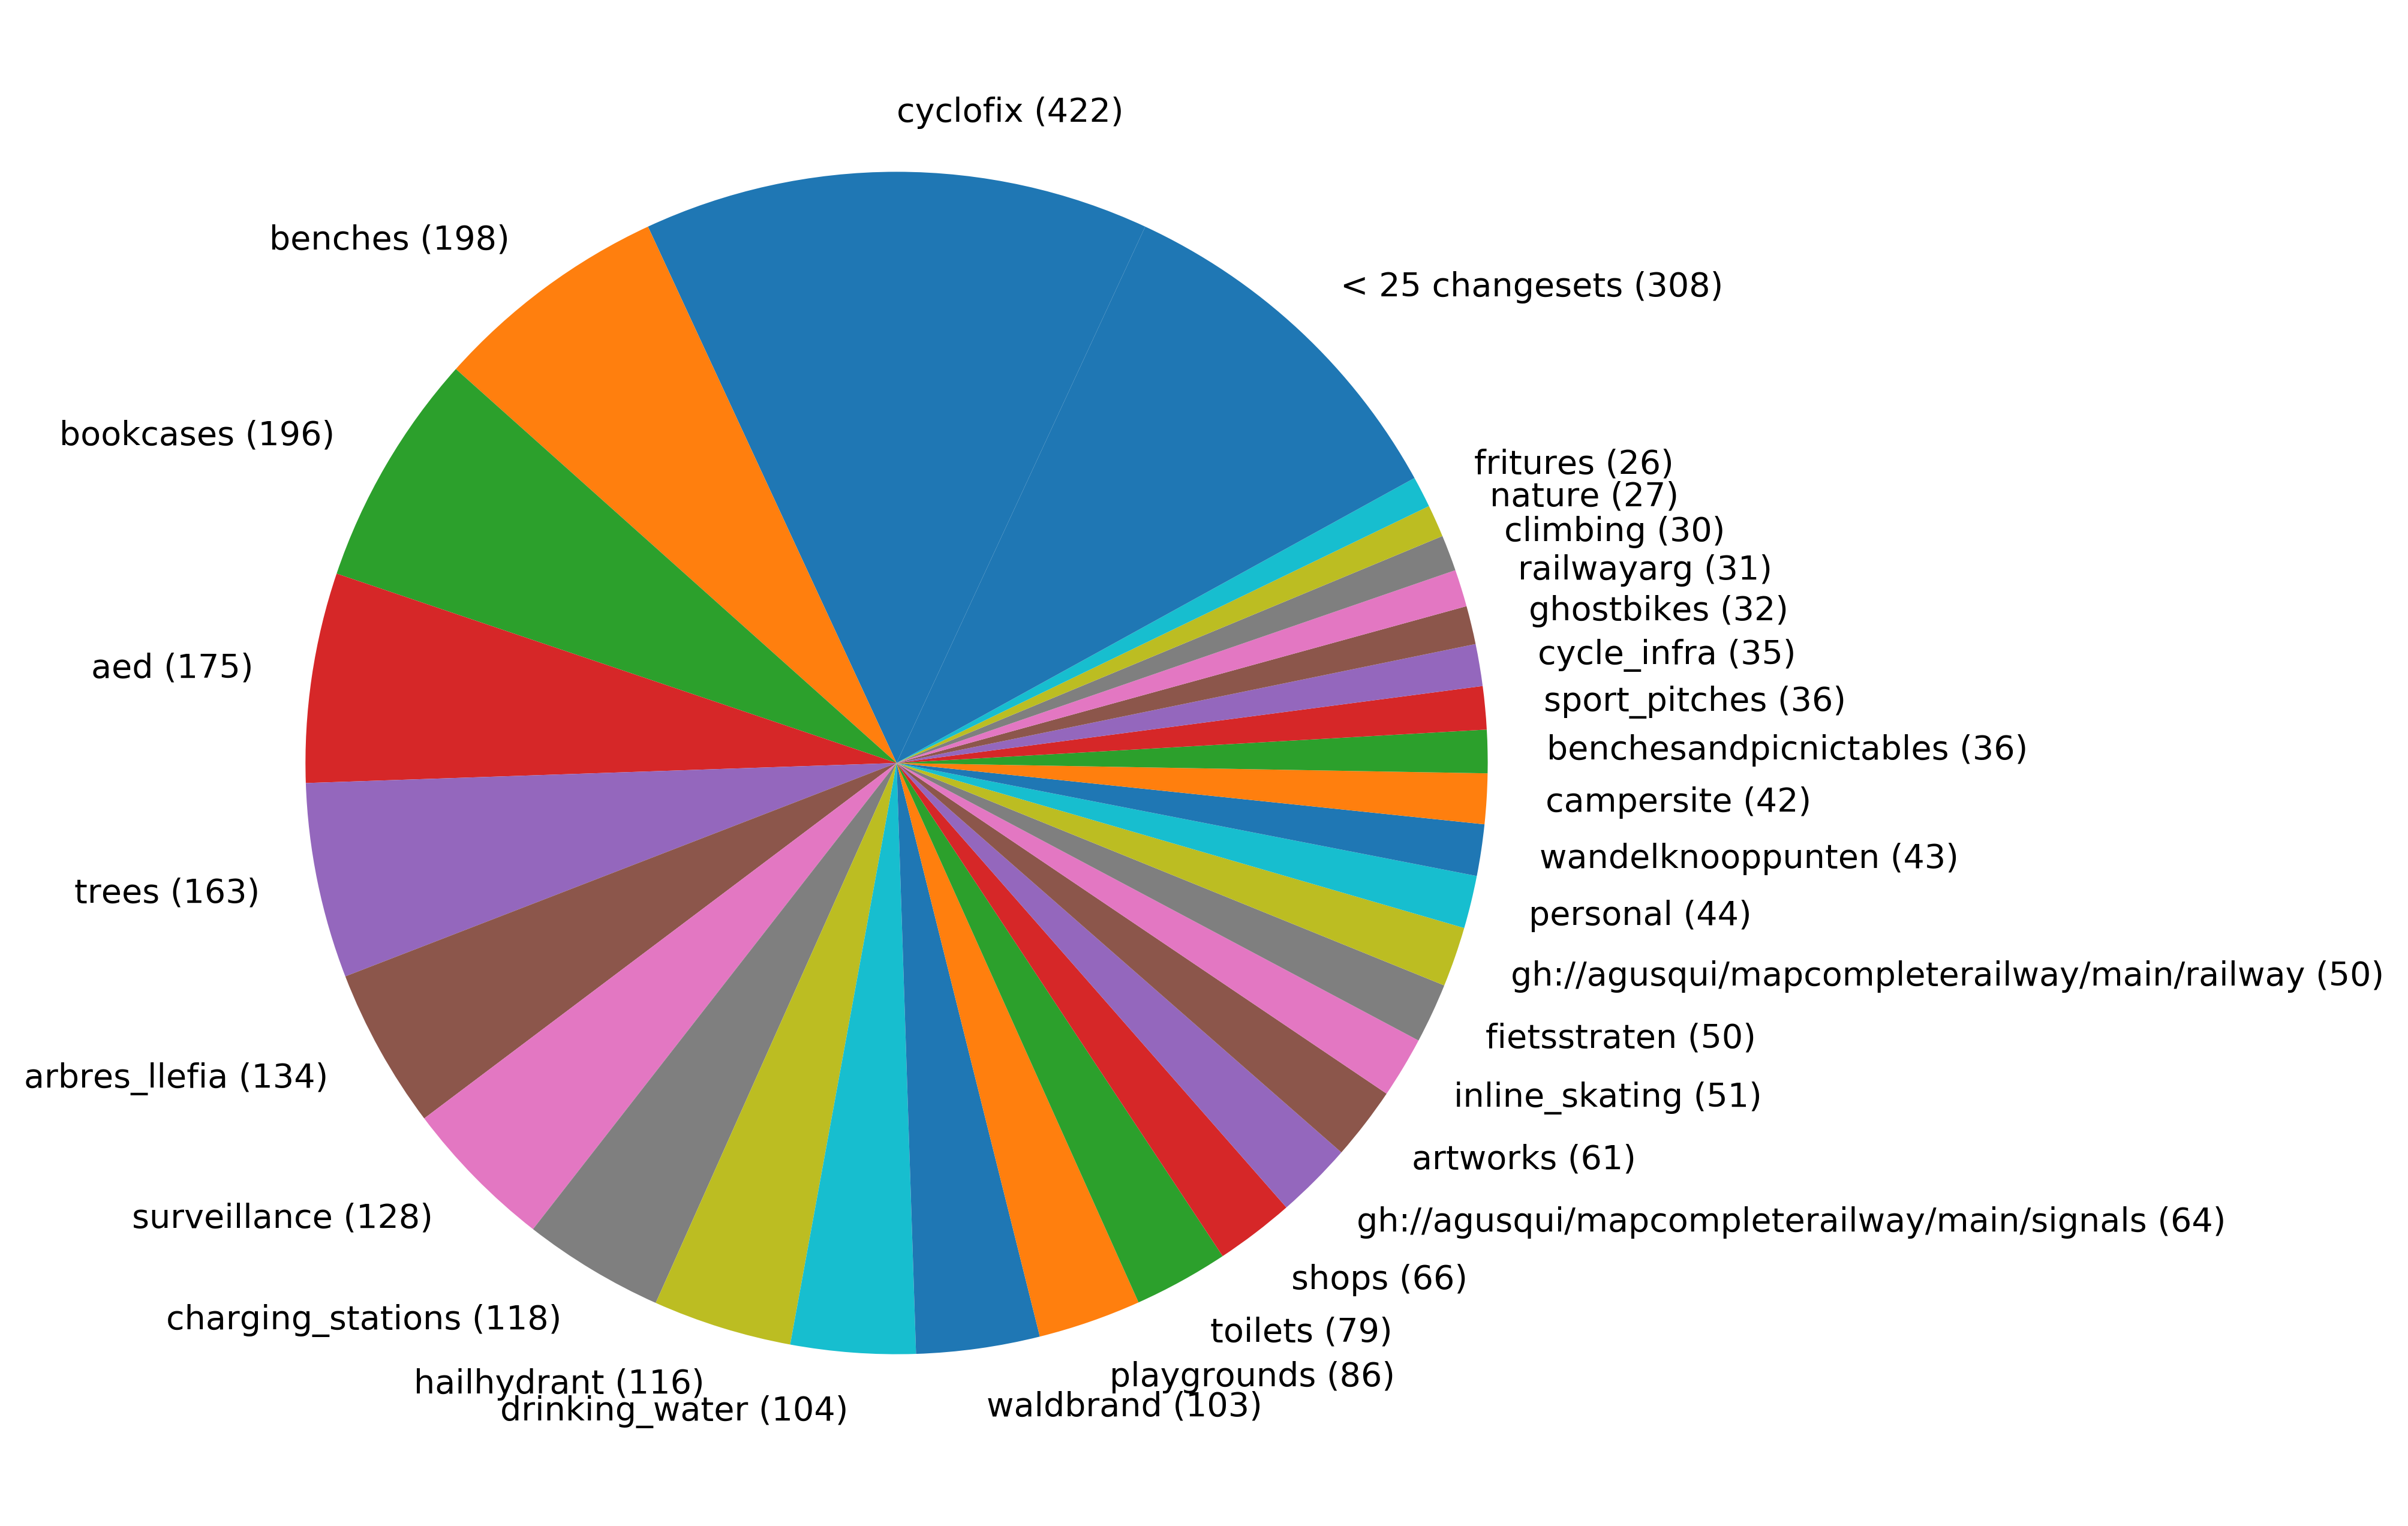 cyclofix (422)
< 25 changesets (308)
benches (198)
bookcases (196)
fritures (26)
nature (27)
climbing (30)
railwayarg (31)
ghostbikes (32)
cycle_infra (35)
aed (175)
sport_pitches (36)
benchesandpicnictables (36)
campersite (42)
wandelknooppunten (43)
trees (163)
personal (44)
gh://agusqui/mapcompleterailway/main/railway (50)
fietsstraten (50)
arbres_llefia (134)
inline_skating (51)
artworks (61)
surveillance (128)
gh://agusqui/mapcompleterailway/main/signals (64)
shops (66)
charging_stations (118)
toilets (79)
playgrounds (86)
hailhydrant (116)
waldbrand (103)
drinking_water (104)